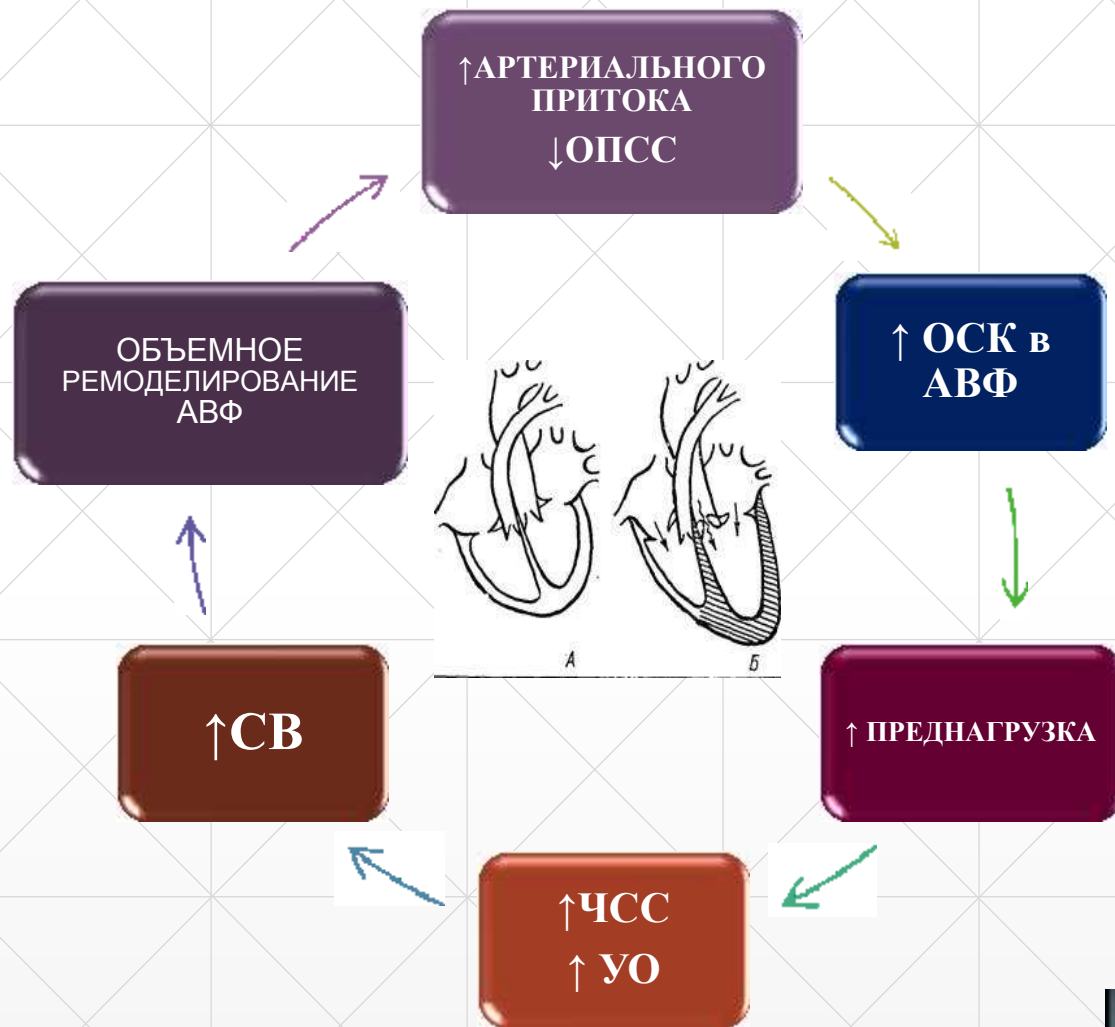 ↑АРТЕРИАЛЬНОГО
ПРИТОКА
↓ОПСС
↑ ОСК в
АВФ
↑ ПРЕДНАГРУЗКА
↑ЧСС
↑ УО
↑СВ
ОБЪЕМНОЕ
РЕМОДЕЛИРОВАНИЕ
АВФ
А
Б